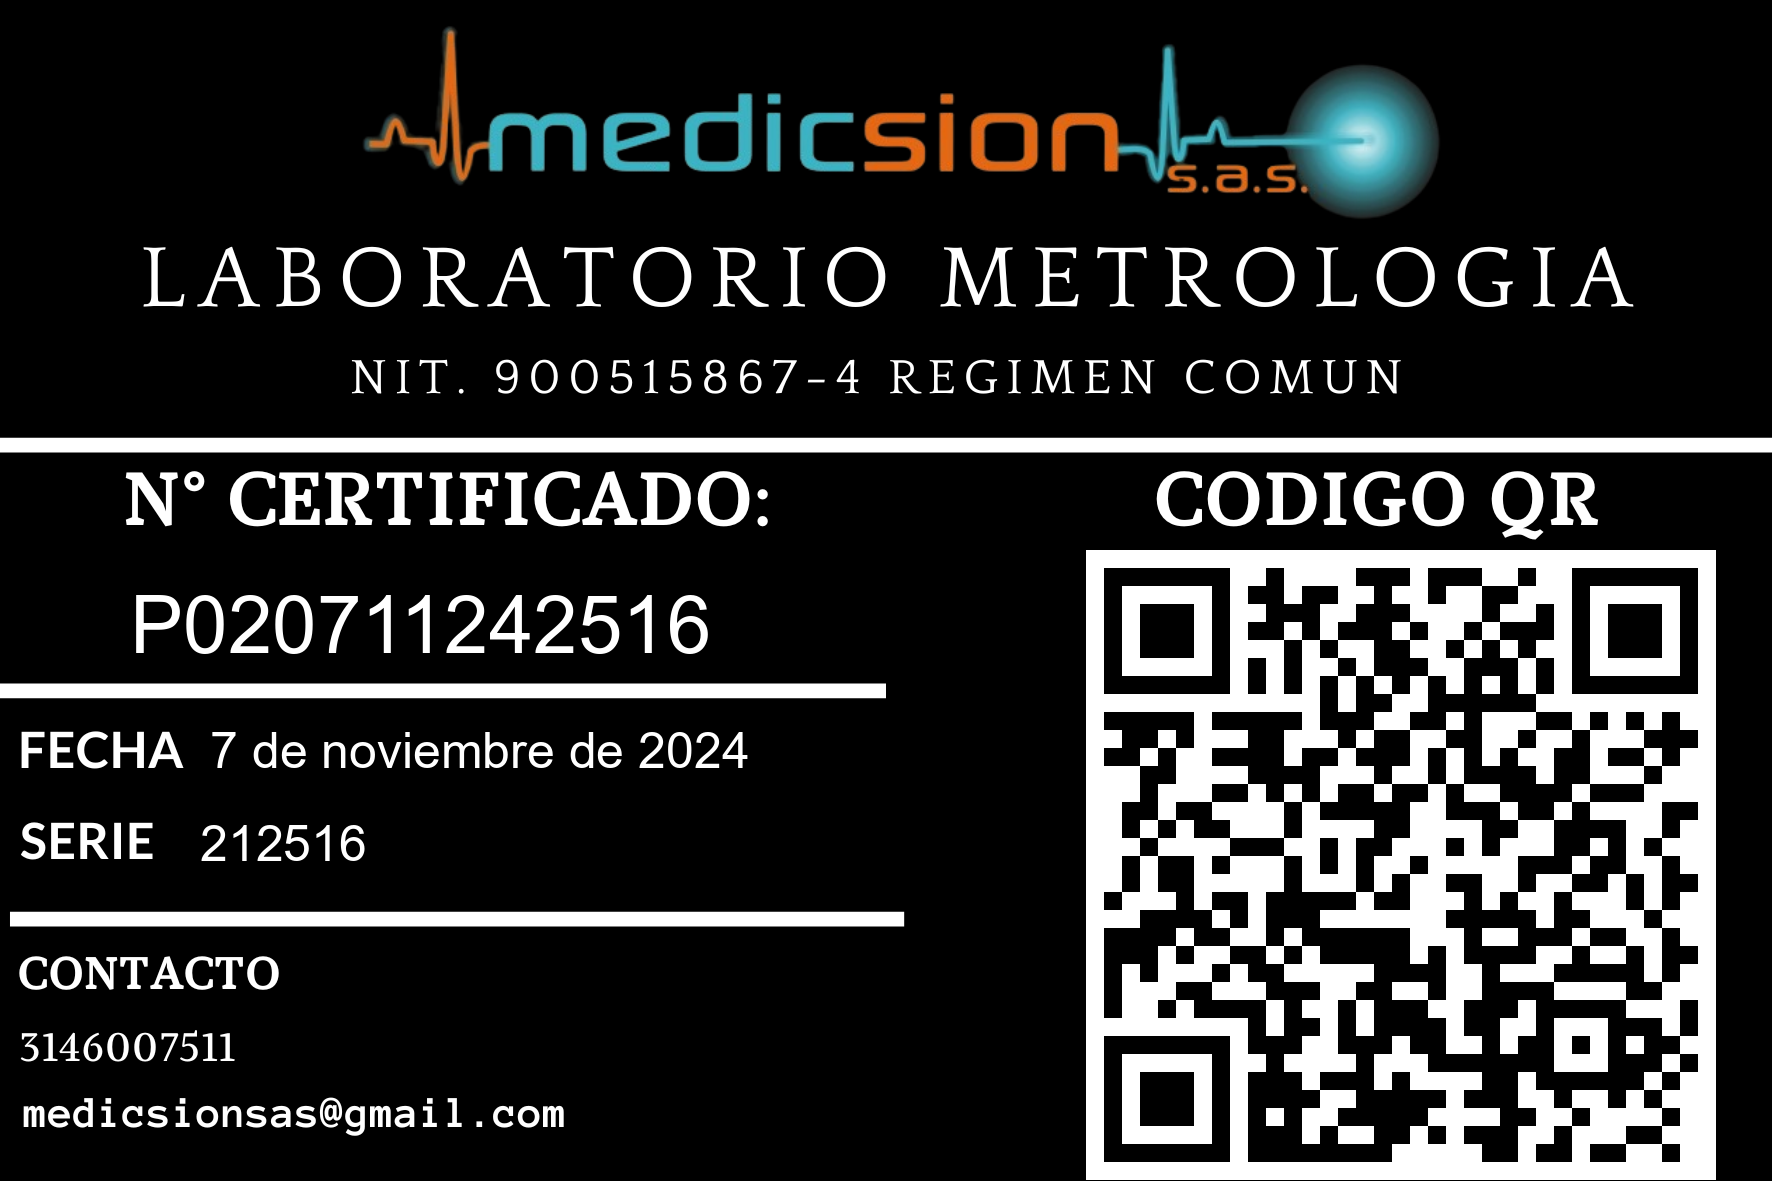 medicsion
s.a.s.
LABORATORIO METROLOGIA
NIT. 900515867-4 REGIMEN COMUN
N° CERTIFICADO:
P020711242516
FECHA 7 de noviembre de 2024
SERIE 212516
CONTACTO
3146007511
medicsionsas@gmail.com
CODIGO QR